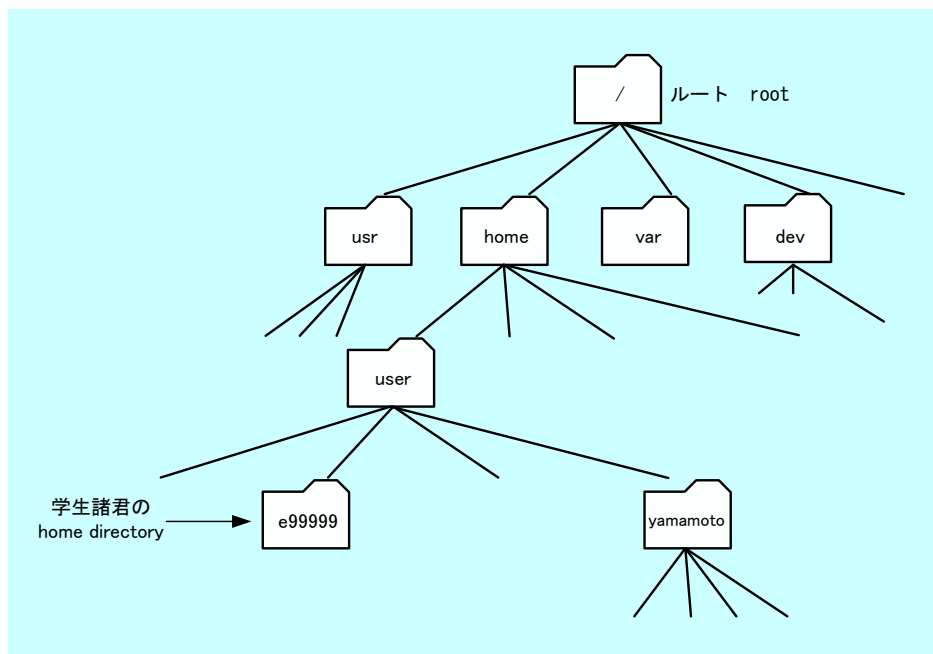 /
ルート root
usr
home
var
dev
user
学生諸君の
home directory
e99999
yamamoto